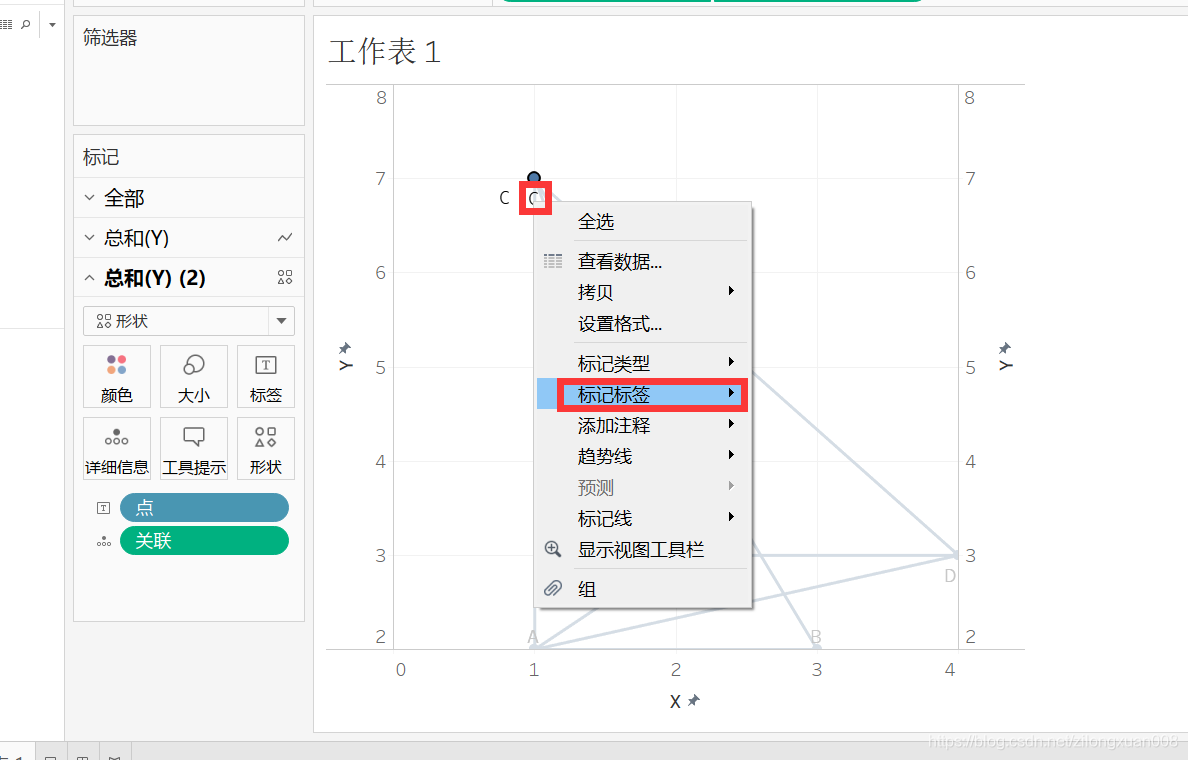 筛选器
标记
全部
总和(Y)
总和(Y) (2)
形状
颜色
大小
T
标签
详细信息
工具提示
形状
T
点
关联
工作表 1
8
8
7
7
C
C
6
6
Y
5
5
Y
4
4
3
3
D
A
B
2
2
0
1
2
3
4
X
全选
查看数据...
拷贝
设置格式...
标记类型
标记标签
添加注释
趋势线
预测
标记线
显示视图工具栏
组
https://blog.csdn.net/zilongxuan008